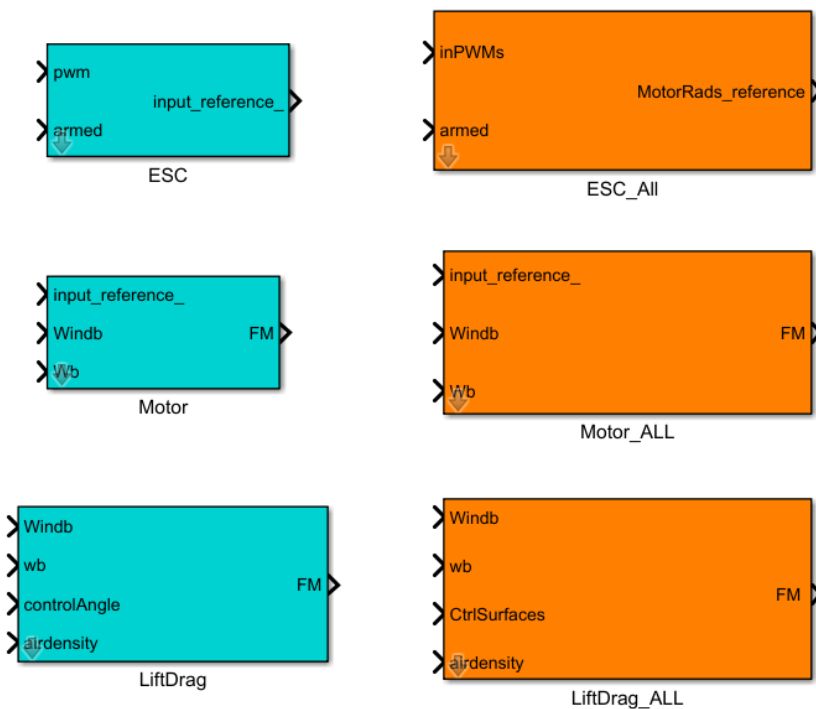 pwm
input_reference_
armed
ESC
inPWMs
MotorRads_reference
armed
ESC_All
input_reference_
Windb
FM
Wb
Motor
input_reference_
Windb
FM
Wb
Motor_ALL
Windb
wb
FM
controlAngle
airdensity
LiftDrag
Windb
wb
FM
CtrlSurfaces
airdensity
LiftDrag_ALL